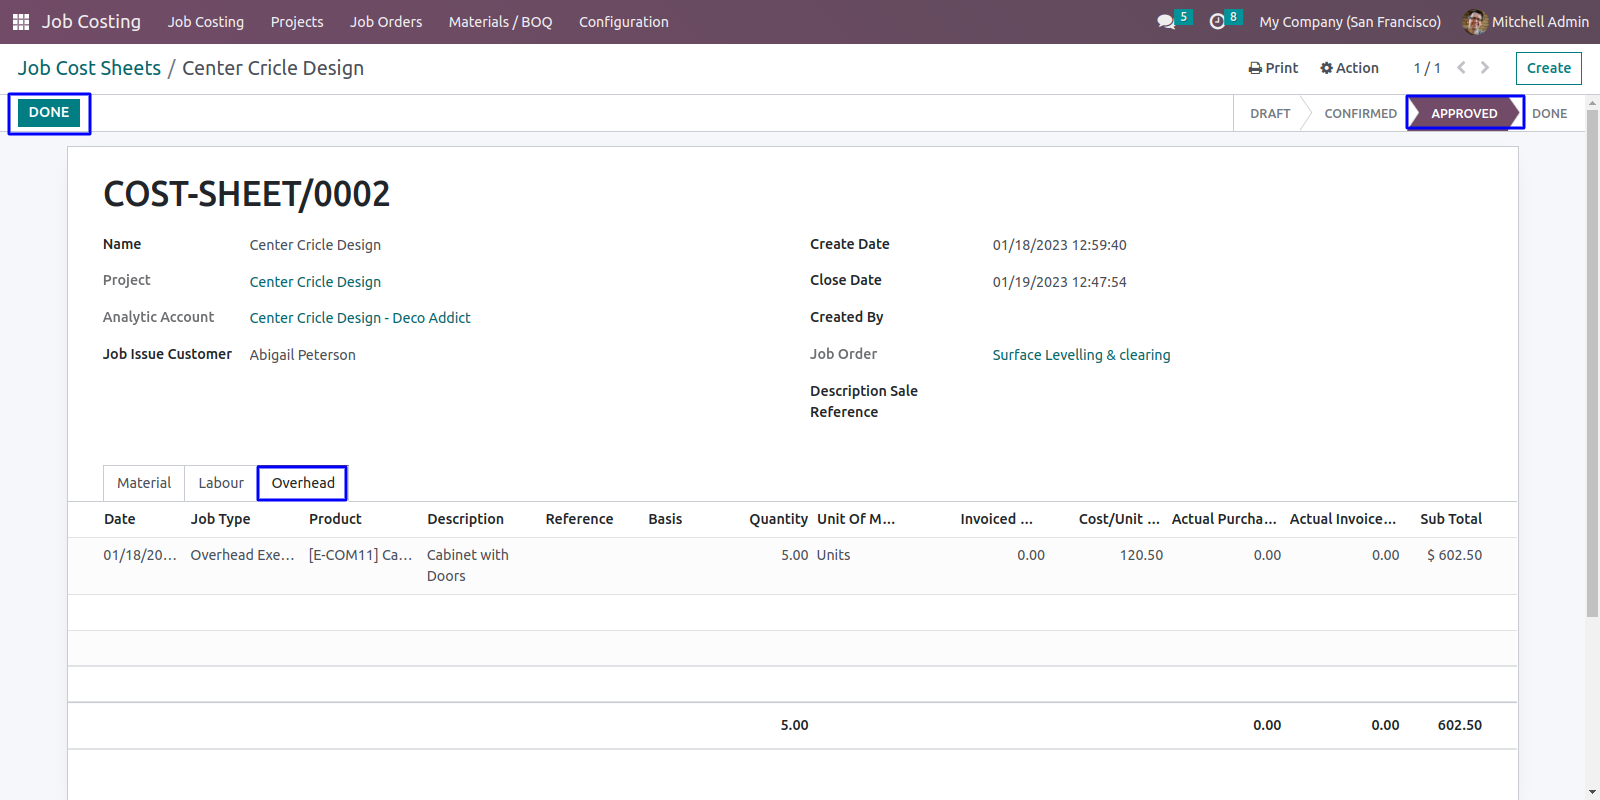 Job Costing Job Costing Projects Job Orders Materials / BOQ Configuration 5 8 My Company (San Francisco) Mitchell Admin
Job Cost Sheets / Center Cricle Design Print Action 1 / 1 Create
DONE DRAFT CONFIRMED APPROVED DONE
COST-SHEET/0002
Name Center Cricle Design Create Date 01/18/2023 12:59:40
Project Center Cricle Design Close Date 01/19/2023 12:47:54
Analytic Account Center Cricle Design - Deco Addict Created By
Job Issue Customer Abigail Peterson Job Order Surface Levelling & clearing
Description Sale
Reference
Material Labour Overhead
Date Job Type Product Description Reference Basis Quantity Unit Of M... Invoiced ... Cost/Unit ... Actual Purcha... Actual Invoice... Sub Total
01/18/20... Overhead Exe... [E-COM11] Ca... Cabinet with 5.00 Units 0.00 120.50 0.00 0.00 $ 602.50
Doors
5.00 0.00 0.00 602.50